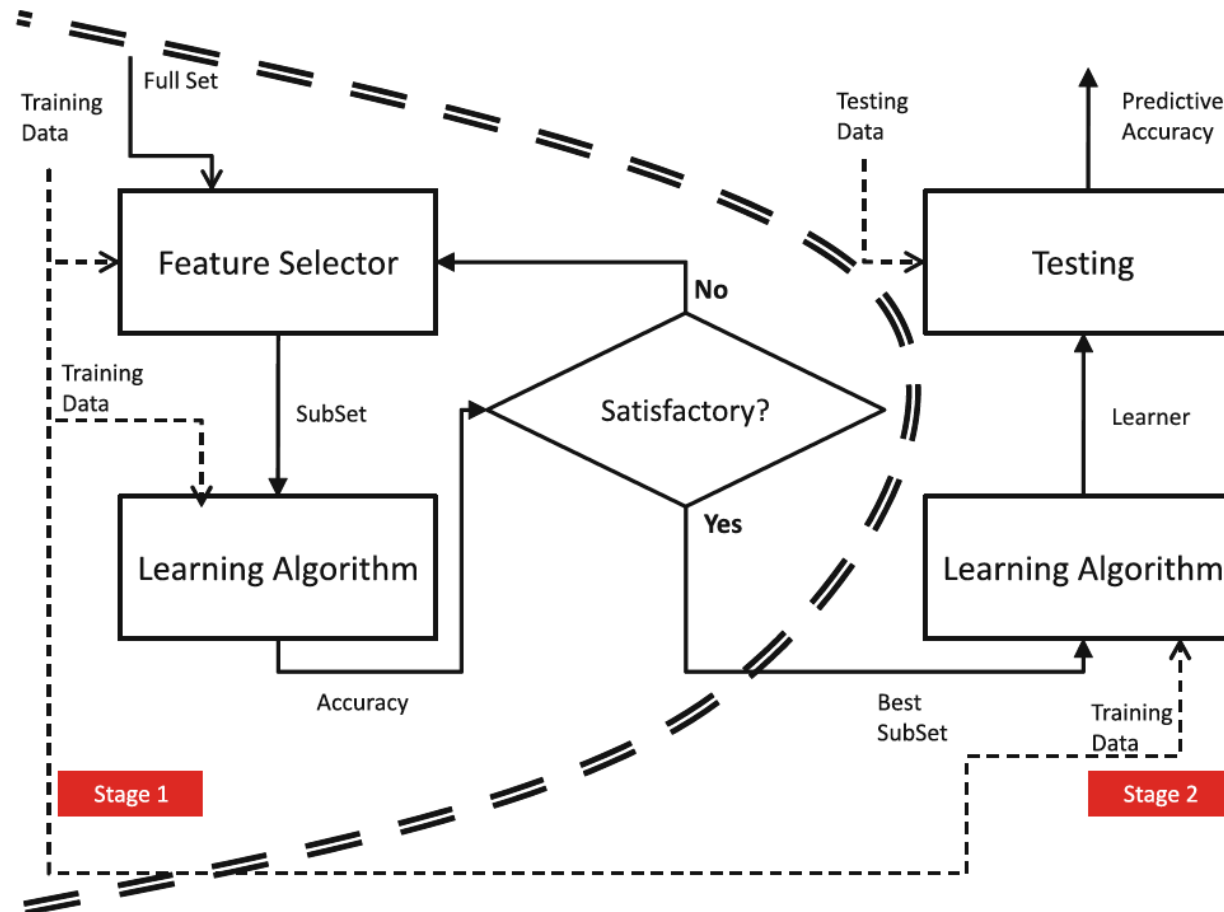 Full Set
Training
Data
Testing
Data
Predictive
Accuracy
Feature Selector
No
Testing
Training
Data
SubSet
Satisfactory?
Learner
Yes
Learning Algorithm
Learning Algorithm
Accuracy
Best
SubSet
Training
Data
Stage 1
Stage 2